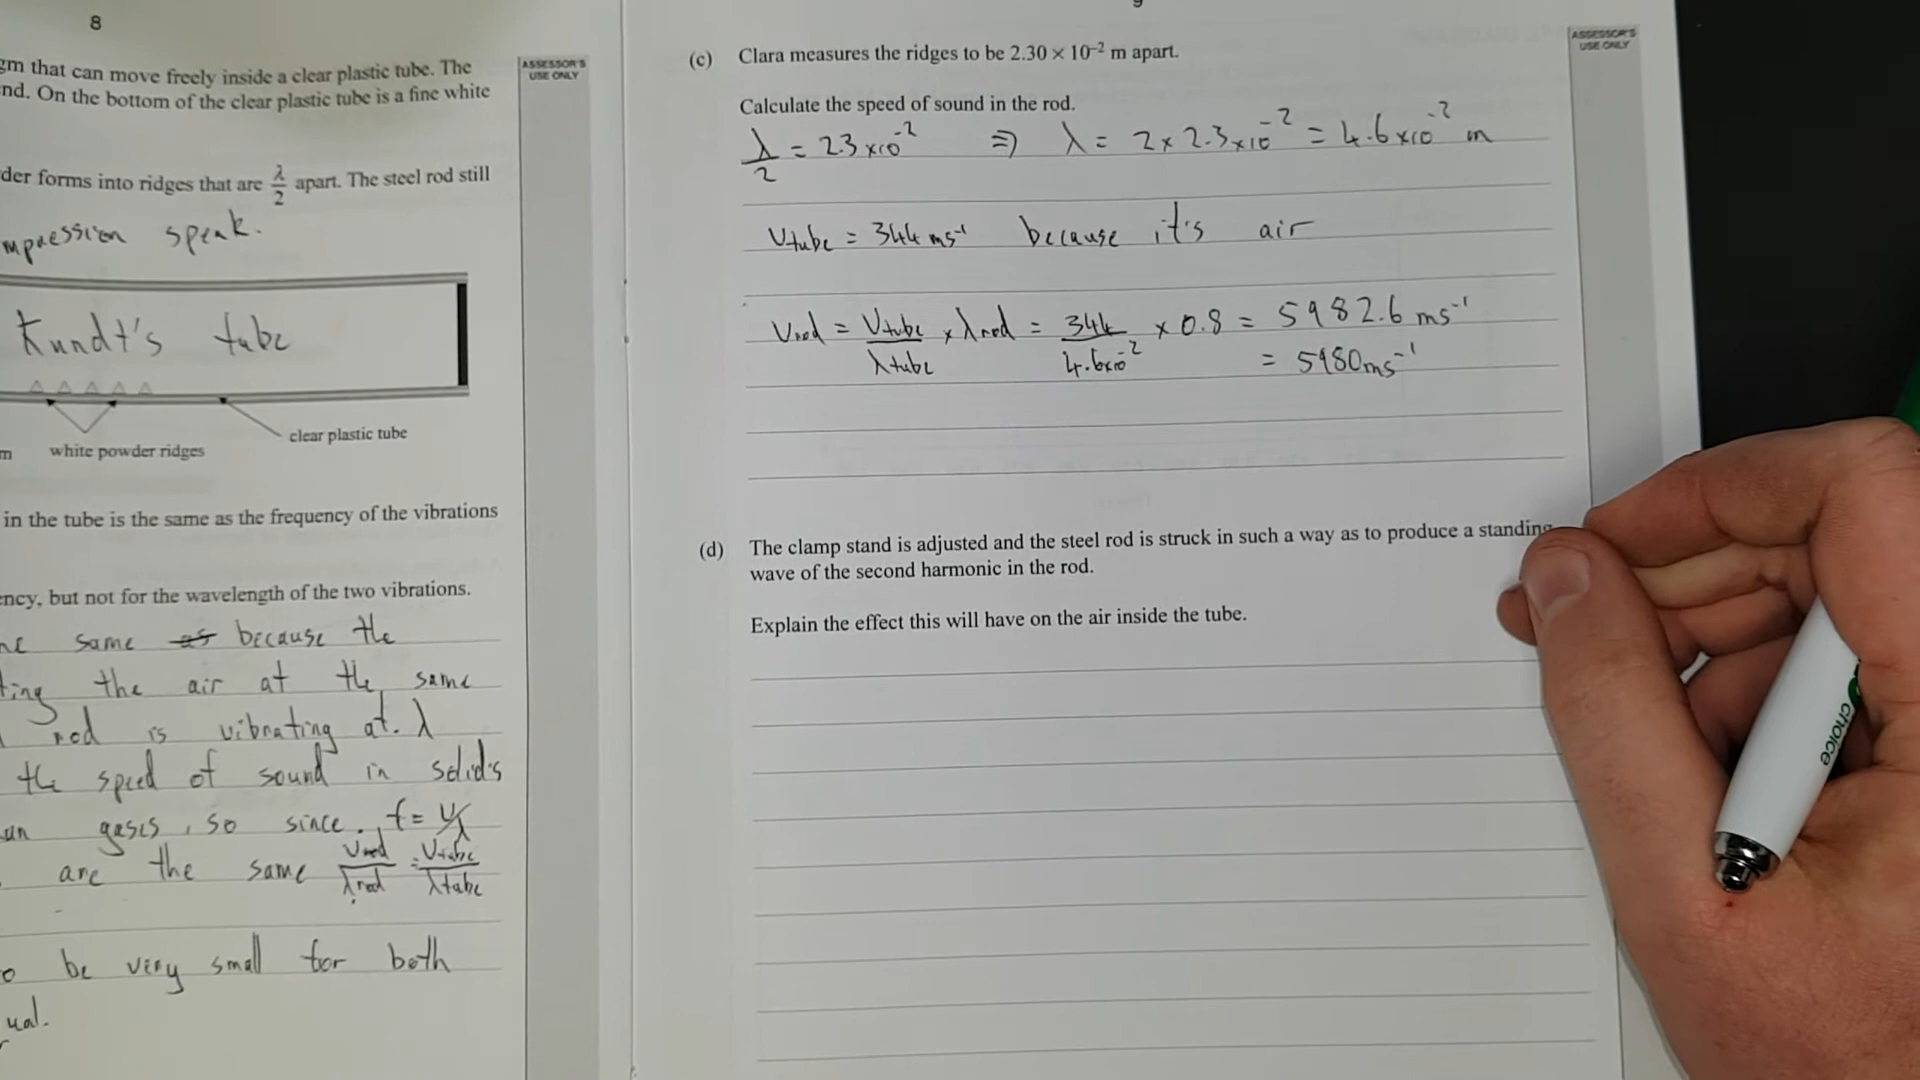 8
gm that can move freely inside a clear plastic tube. The
nd. On the bottom of the clear plastic tube is a fine white
ASSESSOR'S
USE ONLY
der forms into ridges that are λ/2 apart. The steel rod still
mpression speak.
Kundt's tube
clear plastic tube
m
white powder ridges
in the tube is the same as the frequency of the vibrations
ency, but not for the wavelength of the two vibrations.
same as because the
ting the air at the same
rod is vibrating at. λ
the speed of sound in solids
gases, so since. f = v/λ
are the same Vrod/λrod = Vtube/λtube
o be very small for both
ual.
(c) Clara measures the ridges to be 2.30 × 10⁻² m apart.
ASSESSOR'S
USE ONLY
Calculate the speed of sound in the rod.
λ/2 = 2.3×10⁻² ⇒ λ = 2 × 2.3×10⁻² = 4.6×10⁻² m
Vtube = 344 ms⁻¹ because it's air
Vrod = Vtube/λtube × λrod = 344/4.6×10⁻² × 0.8 = 5982.6 ms⁻¹
= 5980ms⁻¹
(d) The clamp stand is adjusted and the steel rod is struck in such a way as to produce a standing
wave of the second harmonic in the rod.
Explain the effect this will have on the air inside the tube.
choice